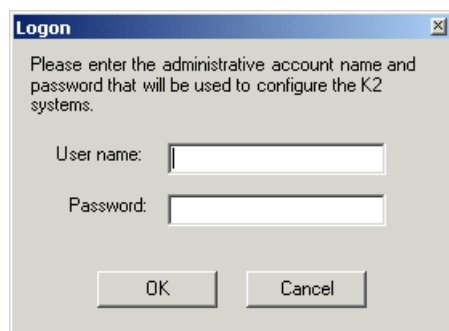 Logon
Please enter the administrative account name and
password that will be used to configure the K2
systems.
User name:
Password:
OK
Cancel